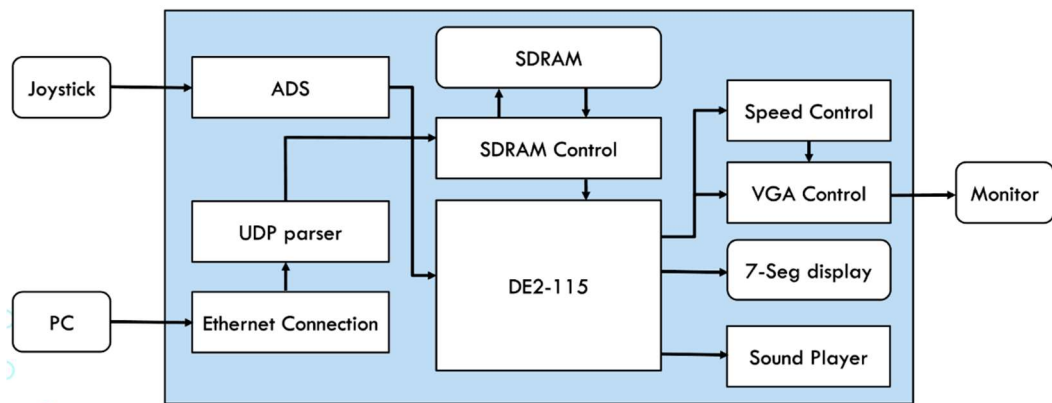 Joystick
ADS
SDRAM
SDRAM Control
Speed Control
VGA Control
Monitor
UDP parser
7-Seg display
DE2-115
PC
Ethernet Connection
Sound Player